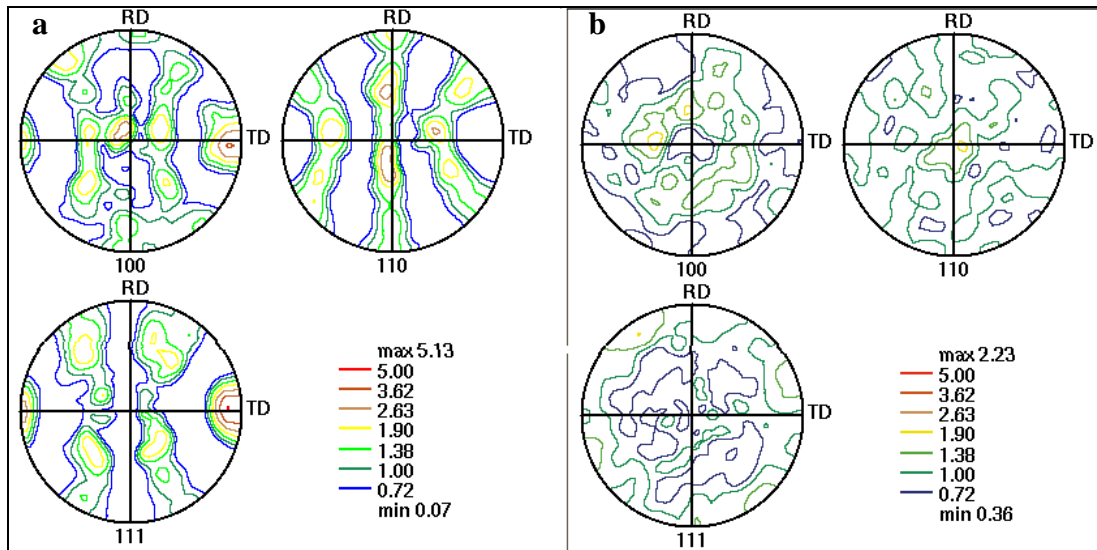 a
RD
TD
100
RD
TD
110
RD
TD
111
max 5.13
5.00
3.62
2.63
1.90
1.38
1.00
0.72
min 0.07
b
RD
TD
100
RD
TD
110
RD
TD
111
max 2.23
5.00
3.62
2.63
1.90
1.38
1.00
0.72
min 0.36